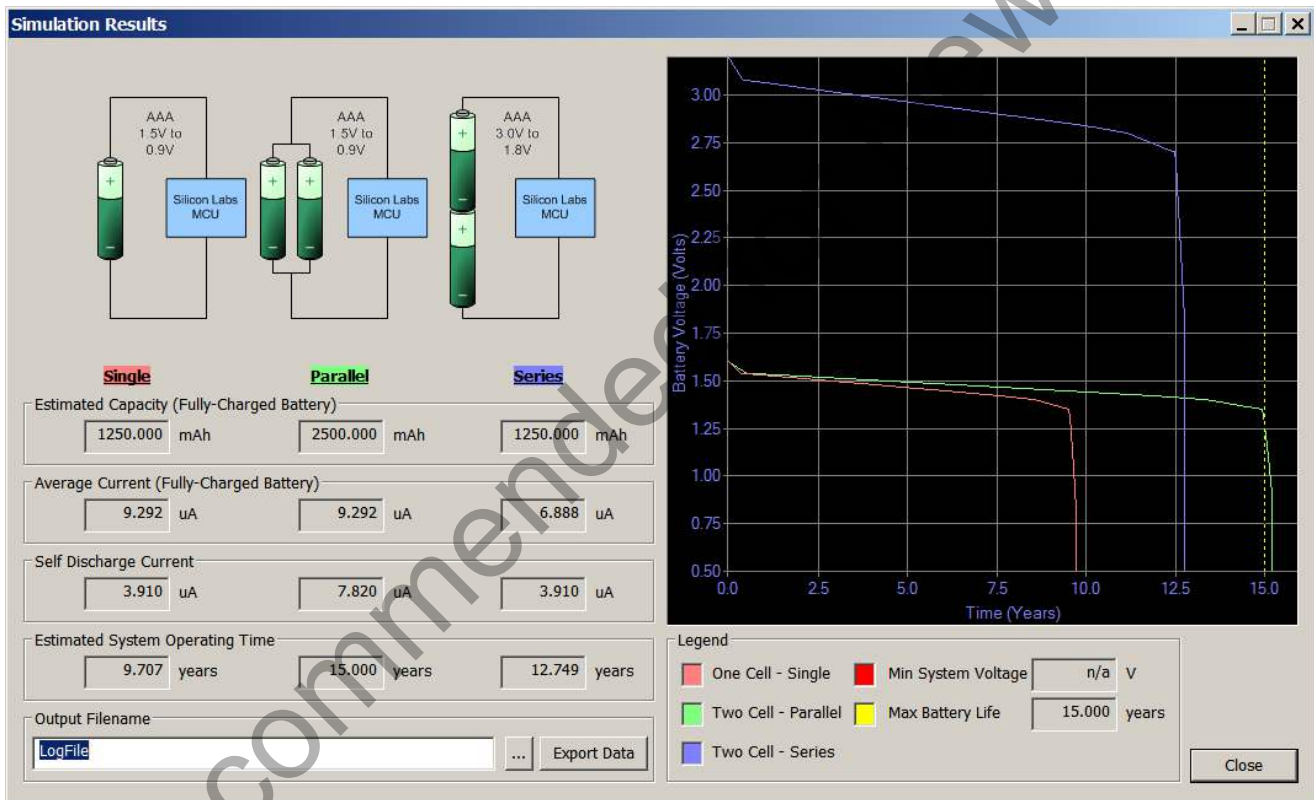 Simulation Results
AAA
1.5V to
0.9V
+
-
Silicon Labs
MCU
AAA
1.5V to
0.9V
+
+
-
-
Silicon Labs
MCU
AAA
3.0V to
1.8V
+
-
+
-
Silicon Labs
MCU
Single Parallel Series
Estimated Capacity (Fully-Charged Battery)
1250.000 mAh 2500.000 mAh 1250.000 mAh
Average Current (Fully-Charged Battery)
9.292 uA 9.292 uA 6.888 uA
Self Discharge Current
3.910 uA 7.820 uA 3.910 uA
Estimated System Operating Time
9.707 years 15.000 years 12.749 years
Output Filename
LogFile ... Export Data
Battery Voltage (Volts)
3.00
2.75
2.50
2.25
2.00
1.75
1.50
1.25
1.00
0.75
0.50
0.0 2.5 5.0 7.5 10.0 12.5 15.0
Time (Years)
Legend
One Cell - Single Min System Voltage n/a V
Two Cell - Parallel Max Battery Life 15.000 years
Two Cell - Series
Close
commended
ew